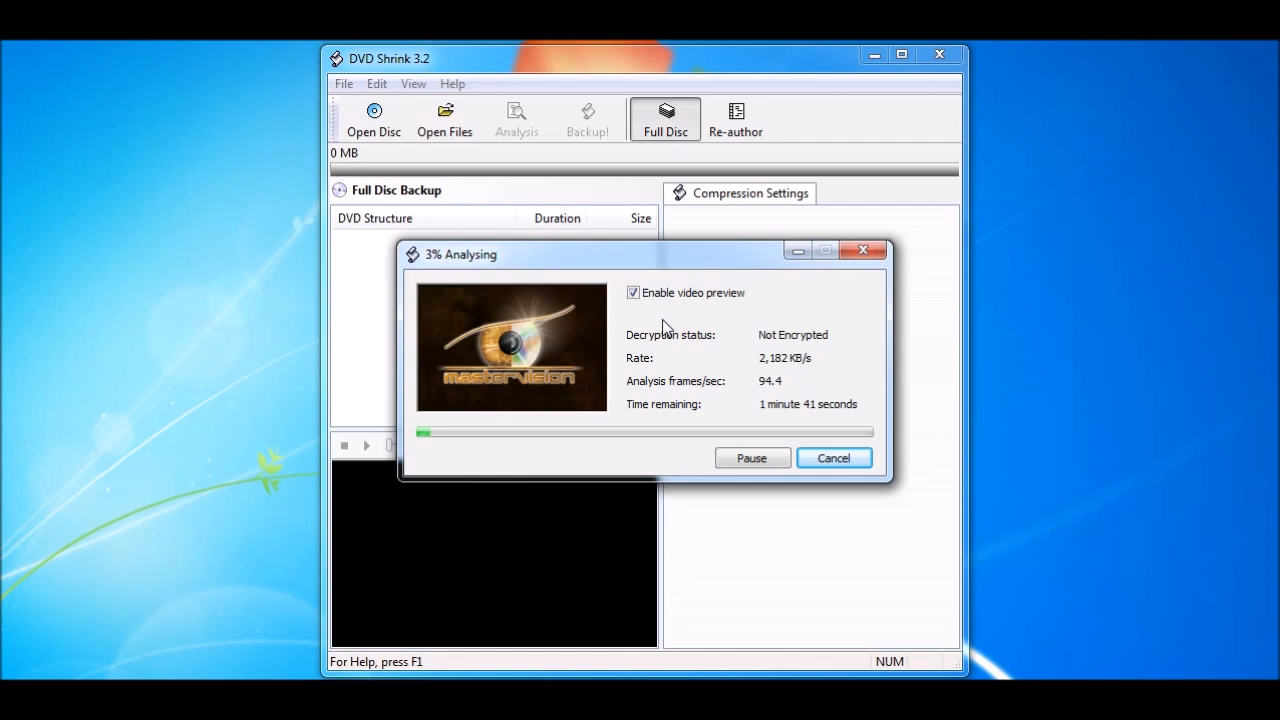 DVD Shrink 3.2
File Edit View Help
Open Disc Open Files Analysis Backup! Full Disc Re-author
0 MB
Full Disc Backup
Compression Settings
DVD Structure Duration Size
3% Analysing
Enable video preview
Decryption status: Not Encrypted
Rate: 2,182 KB/s
Analysis frames/sec: 94.4
Time remaining: 1 minute 41 seconds
mastervision
Pause Cancel
For Help, press F1 NUM